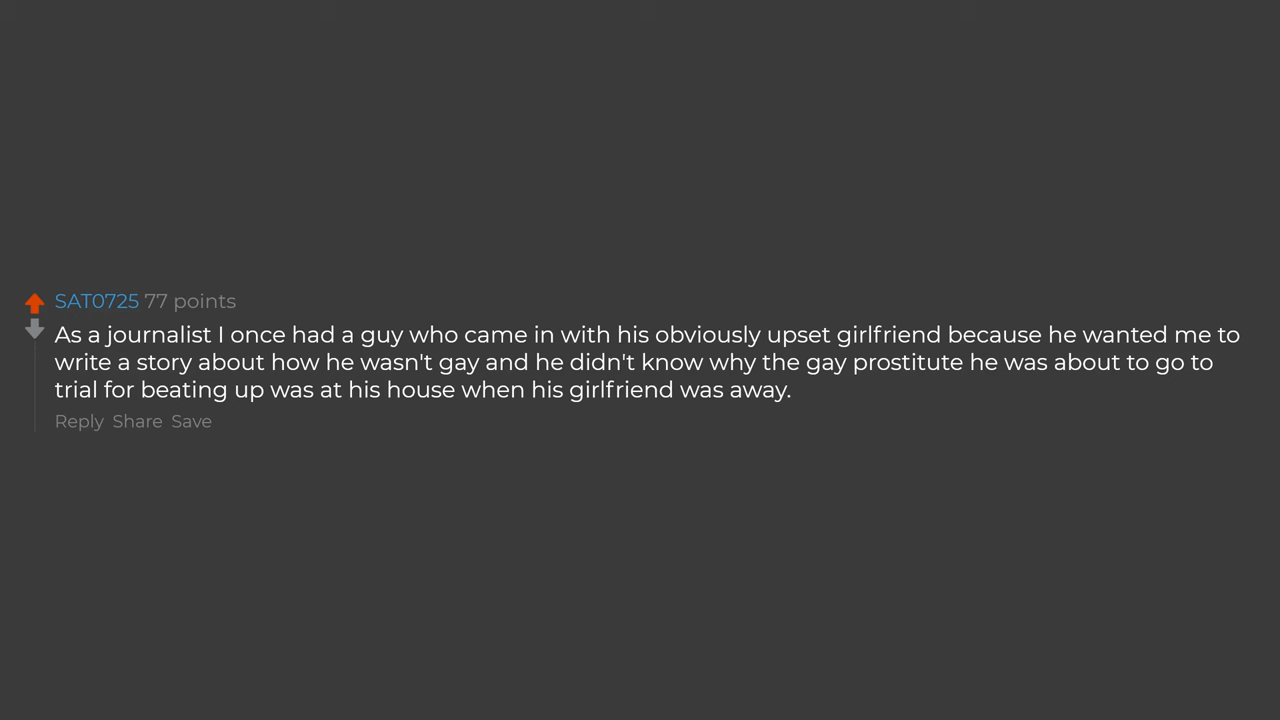 SAT0725 77 points
As a journalist I once had a guy who came in with his obviously upset girlfriend because he wanted me to
write a story about how he wasn't gay and he didn't know why the gay prostitute he was about to go to
trial for beating up was at his house when his girlfriend was away.
Reply Share Save